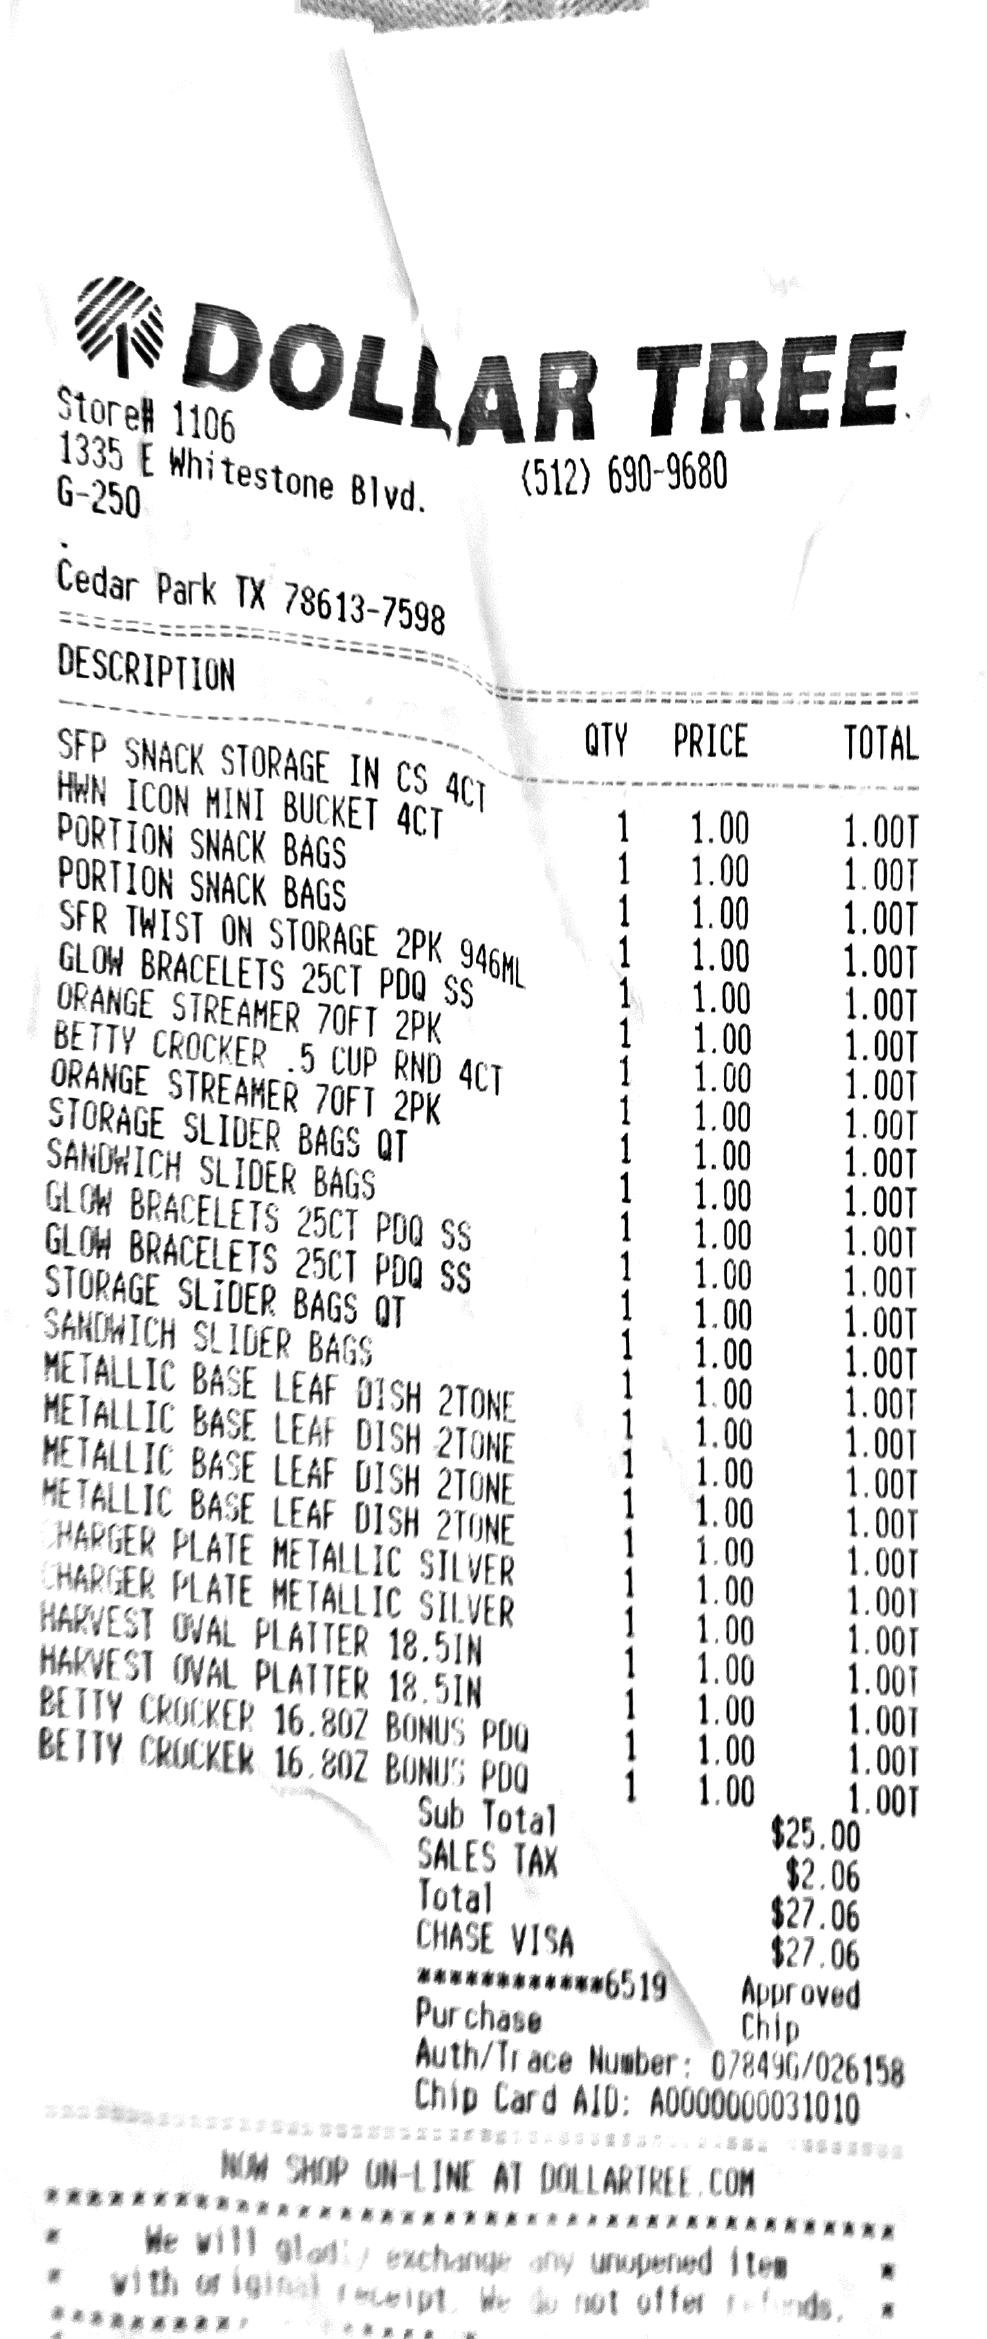 DOLLAR TREE
Store# 1106
1335 E Whitestone Blvd. (512) 690-9680
G-250
.
Cedar Park TX 78613-7598
DESCRIPTION QTY PRICE TOTAL
SFP SNACK STORAGE IN CS 4CT 1 1.00 1.00T
HWN ICON MINI BUCKET 4CT 1 1.00 1.00T
PORTION SNACK BAGS 1 1.00 1.00T
PORTION SNACK BAGS 1 1.00 1.00T
SFR TWIST ON STORAGE 2PK 946ML 1 1.00 1.00T
GLOW BRACELETS 25CT PDQ SS 1 1.00 1.00T
ORANGE STREAMER 70FT 2PK 1 1.00 1.00T
BETTY CROCKER .5 CUP RND 4CT 1 1.00 1.00T
ORANGE STREAMER 70FT 2PK 1 1.00 1.00T
STORAGE SLIDER BAGS QT 1 1.00 1.00T
SANDWICH SLIDER BAGS 1 1.00 1.00T
GLOW BRACELETS 25CT PDQ SS 1 1.00 1.00T
GLOW BRACELETS 25CT PDQ SS 1 1.00 1.00T
STORAGE SLIDER BAGS QT 1 1.00 1.00T
SANDWICH SLIDER BAGS 1 1.00 1.00T
METALLIC BASE LEAF DISH 2TONE 1 1.00 1.00T
METALLIC BASE LEAF DISH 2TONE 1 1.00 1.00T
METALLIC BASE LEAF DISH 2TONE 1 1.00 1.00T
METALLIC BASE LEAF DISH 2TONE 1 1.00 1.00T
CHARGER PLATE METALLIC SILVER 1 1.00 1.00T
CHARGER PLATE METALLIC SILVER 1 1.00 1.00T
HARVEST OVAL PLATTER 18.5IN 1 1.00 1.00T
HARVEST OVAL PLATTER 18.5IN 1 1.00 1.00T
BETTY CROCKER 16.8OZ BONUS PDQ 1 1.00 1.00T
BETTY CROCKER 16.8OZ BONUS PDQ 1 1.00 1.00T
Sub Total $25.00
SALES TAX $2.06
Total $27.06
CHASE VISA $27.06
************6519 Approved
Purchase Chip
Auth/Trace Number: 07849G/026158
Chip Card AID: A0000000031010
NOW SHOP ON-LINE AT DOLLARTREE.COM
* We will gladly exchange any unopened item *
* with original receipt. We do not offer refunds. *